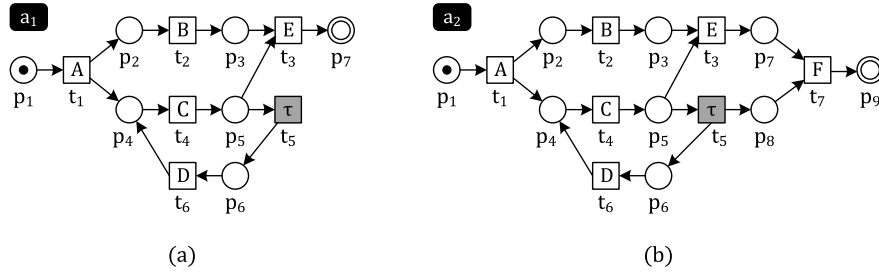 a₁
A
B
E
C
τ
D
p₁
t₁
p₂
t₂
p₃
t₃
p₇
p₄
t₄
p₅
t₅
t₆
p₆
(a)
a₂
A
B
E
F
C
τ
D
p₁
t₁
p₂
t₂
p₃
t₃
p₇
t₇
p₉
p₄
t₄
p₅
t₅
p₈
t₆
p₆
(b)